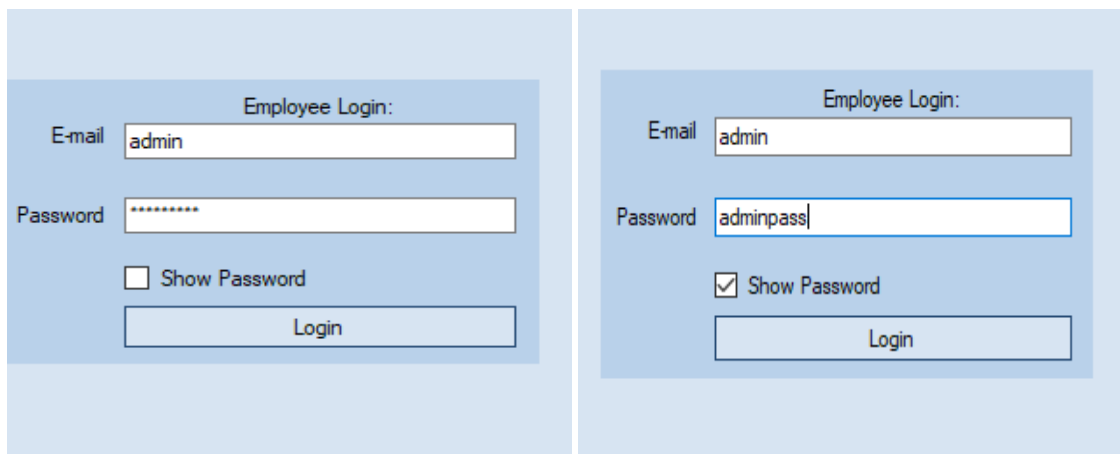 Employee Login:
E-mail admin
Password *********
Show Password
Login
Employee Login:
E-mail admin
Password adminpass
Show Password
Login